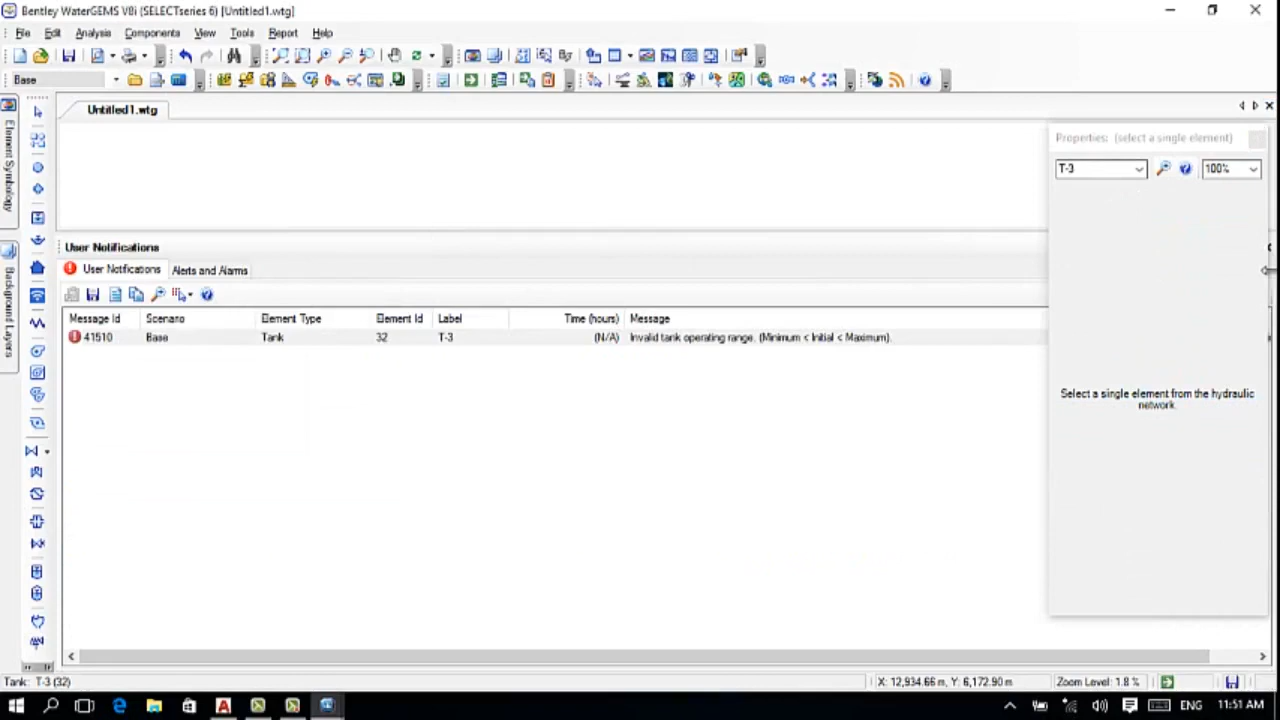 Bentley WaterGEMS V8i (SELECTseries 6) [Untitled1.wtg]
File Edit Analysis Components View Tools Report Help
Base
Untitled1.wtg
Element Symbology
Background Layers
Properties: (select a single element)
T-3 100%
Select a single element from the hydraulic
network.
User Notifications
User Notifications Alerts and Alarms
Message Id Scenario Element Type Element Id Label Time (hours) Message
41510 Base Tank 32 T-3 (N/A) Invalid tank operating range. (Minimum < Initial < Maximum).
Tank: T-3 (32) X: 12,934.66 m, Y: 6,172.90 m Zoom Level: 1.8 %
ENG 11:51 AM